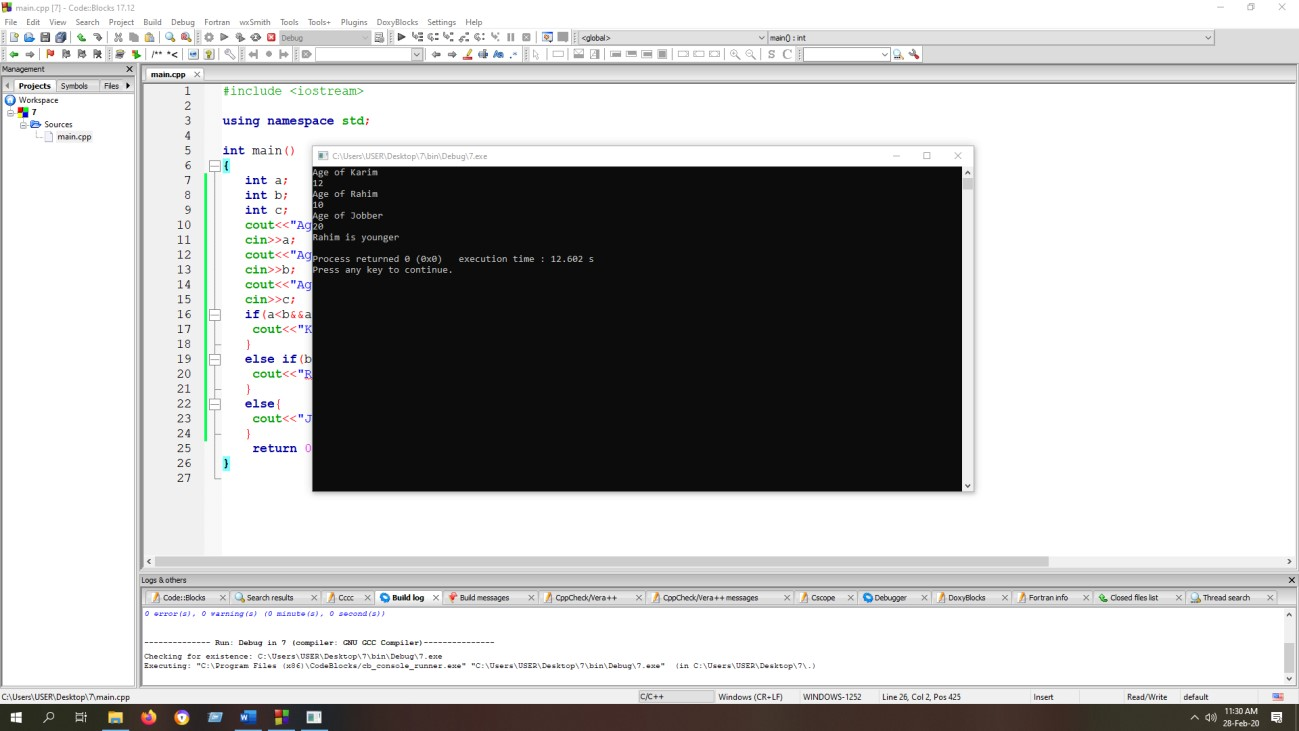 main.cpp [7] - Code::Blocks 17.12
File Edit View Search Project Build Debug Fortran wxSmith Tools Tools+ Plugins DoxyBlocks Settings Help
Debug <global> main() : int
/** *<
S C
Management
Projects Symbols Files
Workspace
7
Sources
main.cpp
main.cpp
1 #include <iostream>
2
3 using namespace std;
4
5 int main()
6 {
7 int a;
8 int b;
9 int c;
10 cout<<"Ag
11 cin>>a;
12 cout<<"Ag
13 cin>>b;
14 cout<<"Ag
15 cin>>c;
16 if(a<b&&a
17 cout<<"K
18 }
19 else if(b
20 cout<<"R
21 }
22 else{
23 cout<<"J
24 }
25 return 0
26 }
27
C:\Users\USER\Desktop\7\bin\Debug\7.exe
Age of Karim
12
Age of Rahim
10
Age of Jobber
20
Rahim is younger
Process returned 0 (0x0) execution time : 12.602 s
Press any key to continue.
Logs & others
Code::Blocks Search results Cccc Build log Build messages CppCheck/Vera++ CppCheck/Vera++ messages Cscope Debugger DoxyBlocks Fortran info Closed files list Thread search
0 error(s), 0 warning(s) (0 minute(s), 0 second(s))
-------------- Run: Debug in 7 (compiler: GNU GCC Compiler)---------------
Checking for existence: C:\Users\USER\Desktop\7\bin\Debug\7.exe
Executing: "C:\Program Files (x86)\CodeBlocks/cb_console_runner.exe" "C:\Users\USER\Desktop\7\bin\Debug\7.exe" (in C:\Users\USER\Desktop\7\.)
C:\Users\USER\Desktop\7\main.cpp C/C++ Windows (CR+LF) WINDOWS-1252 Line 26, Col 2, Pos 425 Insert Read/Write default
11:30 AM
28-Feb-20